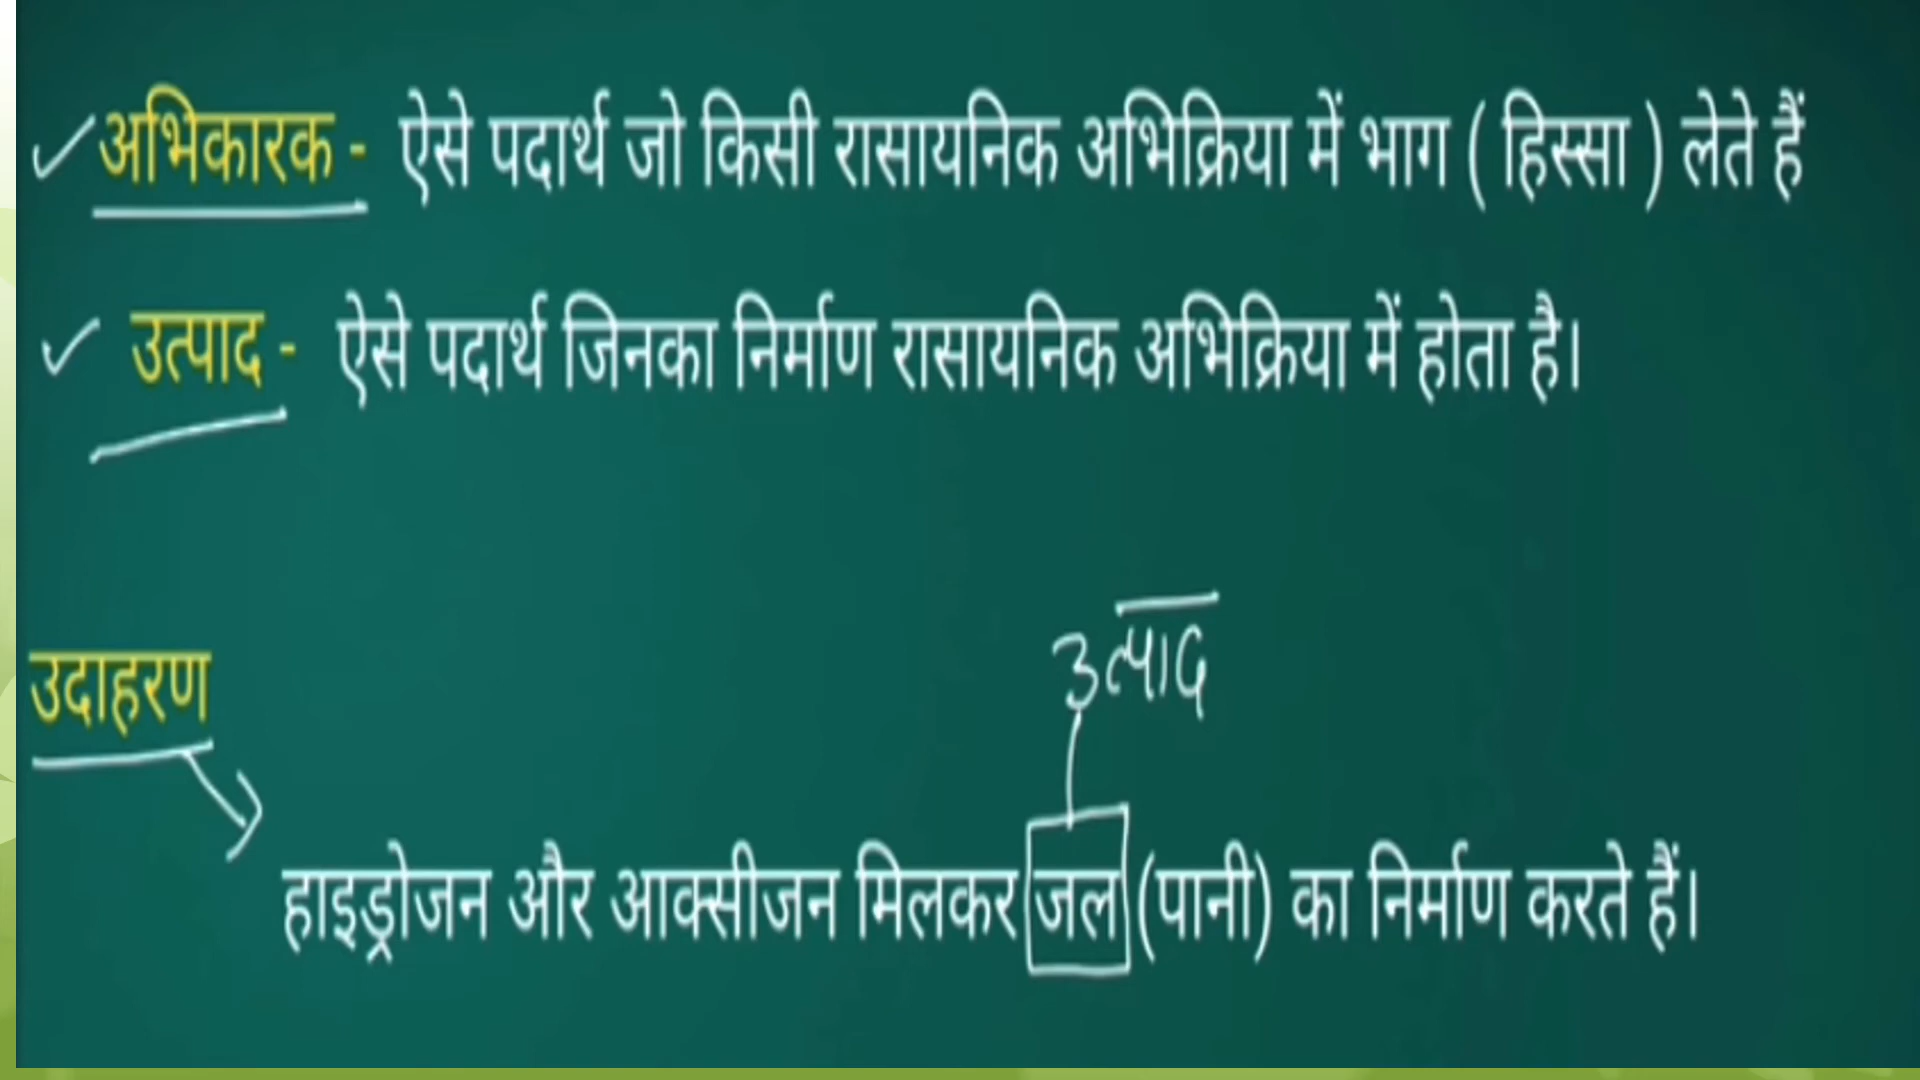 अभिकारक - ऐसे पदार्थ जो किसी रासायनिक अभिक्रिया में भाग ( हिस्सा ) लेते हैं
उत्पाद - ऐसे पदार्थ जिनका निर्माण रासायनिक अभिक्रिया में होता है।
उत्पाद
उदाहरण
हाइड्रोजन और आक्सीजन मिलकर जल (पानी) का निर्माण करते हैं।